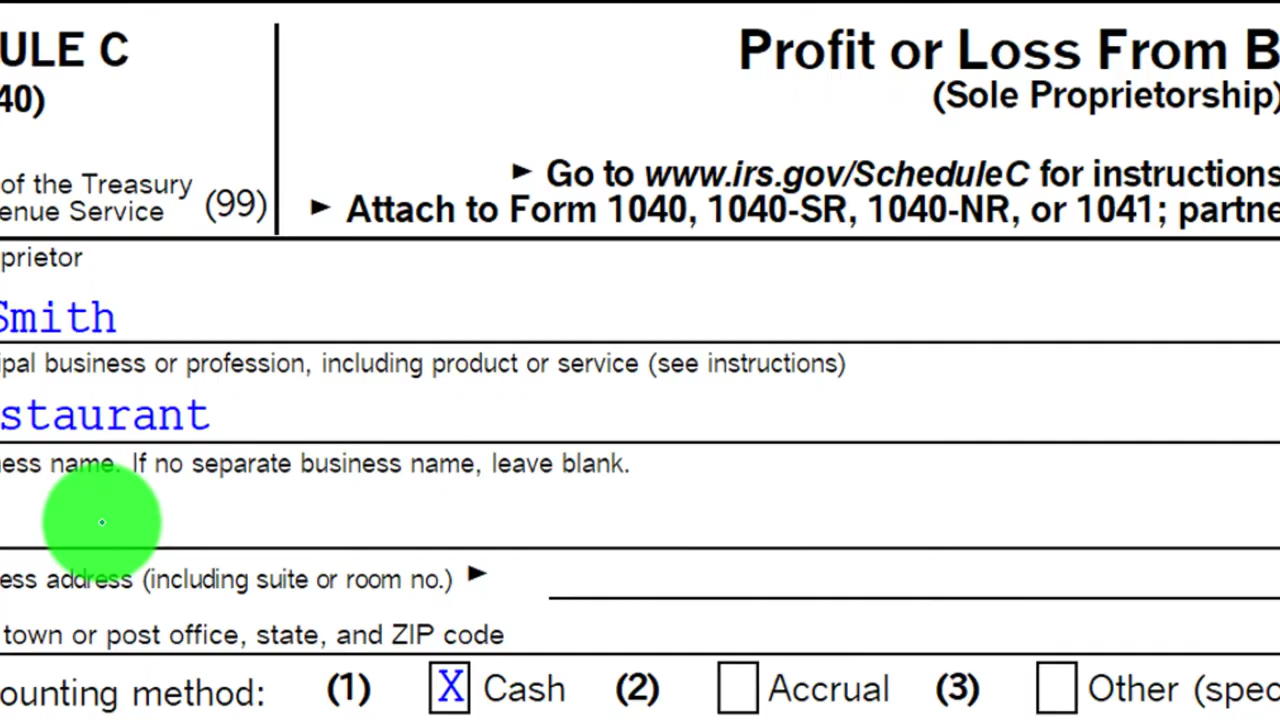 ULE C
40)
Profit or Loss From B
(Sole Proprietorship)
► Go to www.irs.gov/ScheduleC for instructions
of the Treasury
enue Service (99)
► Attach to Form 1040, 1040-SR, 1040-NR, or 1041; partne
prietor
Smith
ipal business or profession, including product or service (see instructions)
staurant
ness name. If no separate business name, leave blank.
ess address (including suite or room no.) ►
town or post office, state, and ZIP code
ounting method: (1) X Cash (2) Accrual (3) Other (spec